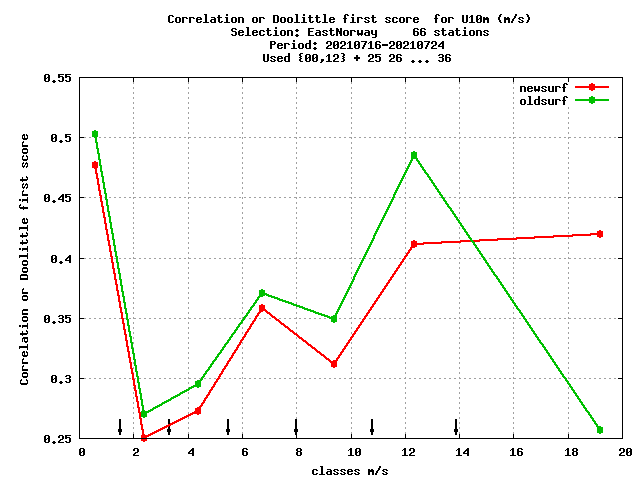 Correlation or Doolittle first score  for U10m (m/s)
Selection: EastNorway     66 stations
Period: 20210716-20210724
Used {00,12} + 25 26 ... 36
newsurf
oldsurf
Correlation or Doolittle first score
0.55
0.5
0.45
0.4
0.35
0.3
0.25
0 2 4 6 8 10 12 14 16 18 20
classes m/s